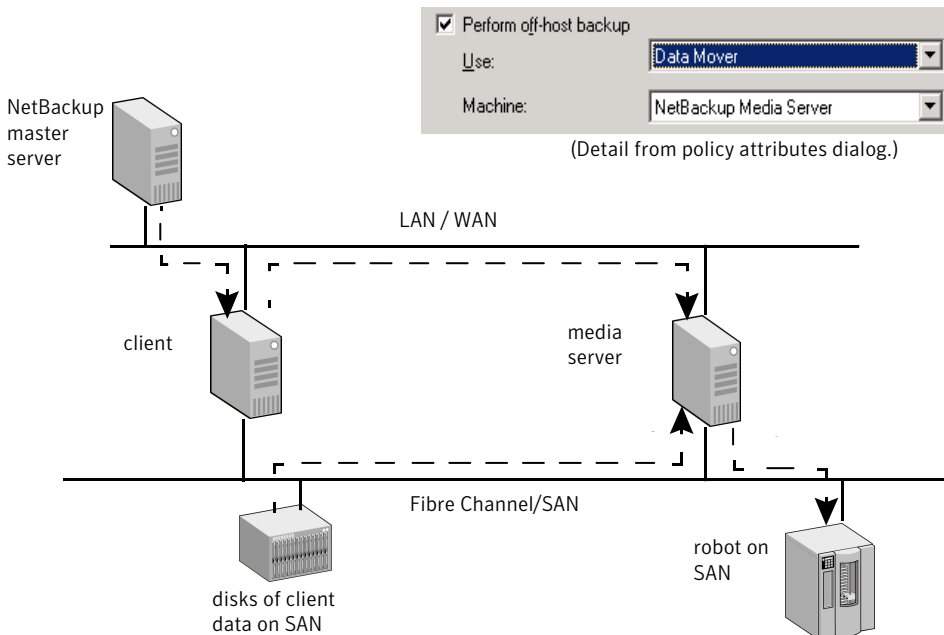 Perform off-host backup
Use:
Data Mover
Machine:
NetBackup Media Server
(Detail from policy attributes dialog.)
NetBackup
master
server
LAN / WAN
client
media
server
Fibre Channel/SAN
disks of client
data on SAN
robot on
SAN